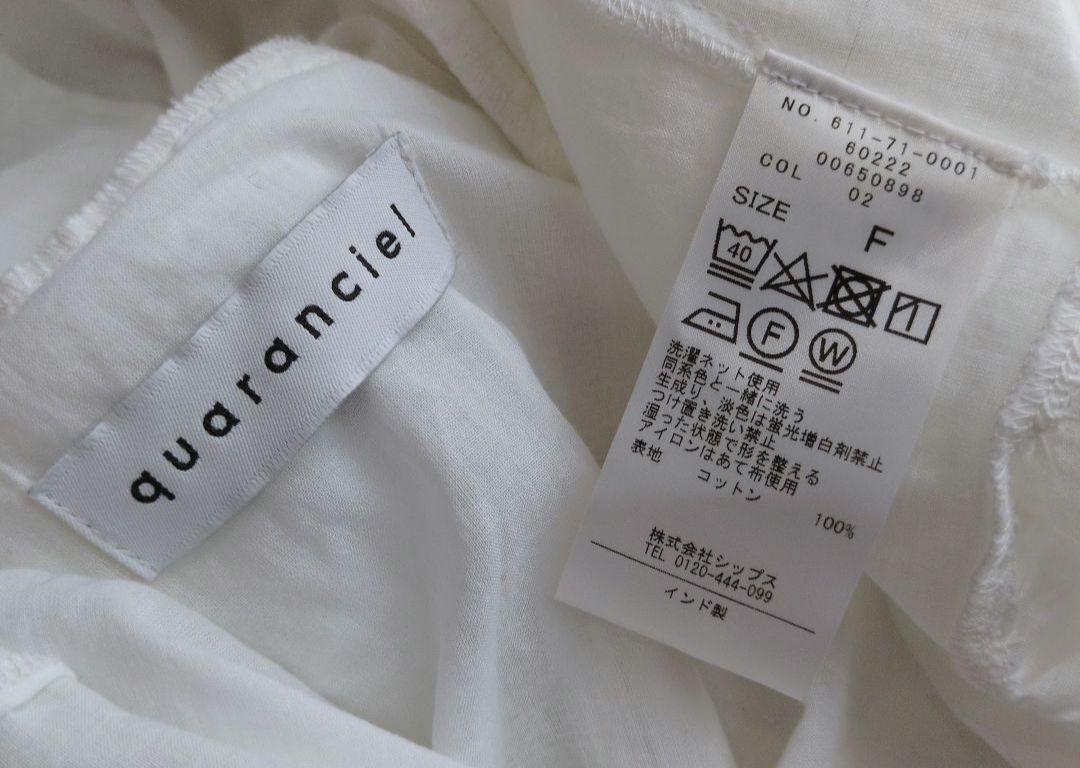 quaranciel
NO. 611-71-0001
60222
00650898
COL 02
SIZE F
40
F W
洗濯ネット使用
同系色と一緒に洗う
生成り、淡色は蛍光増白剤禁止
つけ置き洗い禁止
湿った状態で形を整える
アイロンはあて布使用
表地
コットン 100%
株式会社シップス
TEL 0120-444-099
インド製